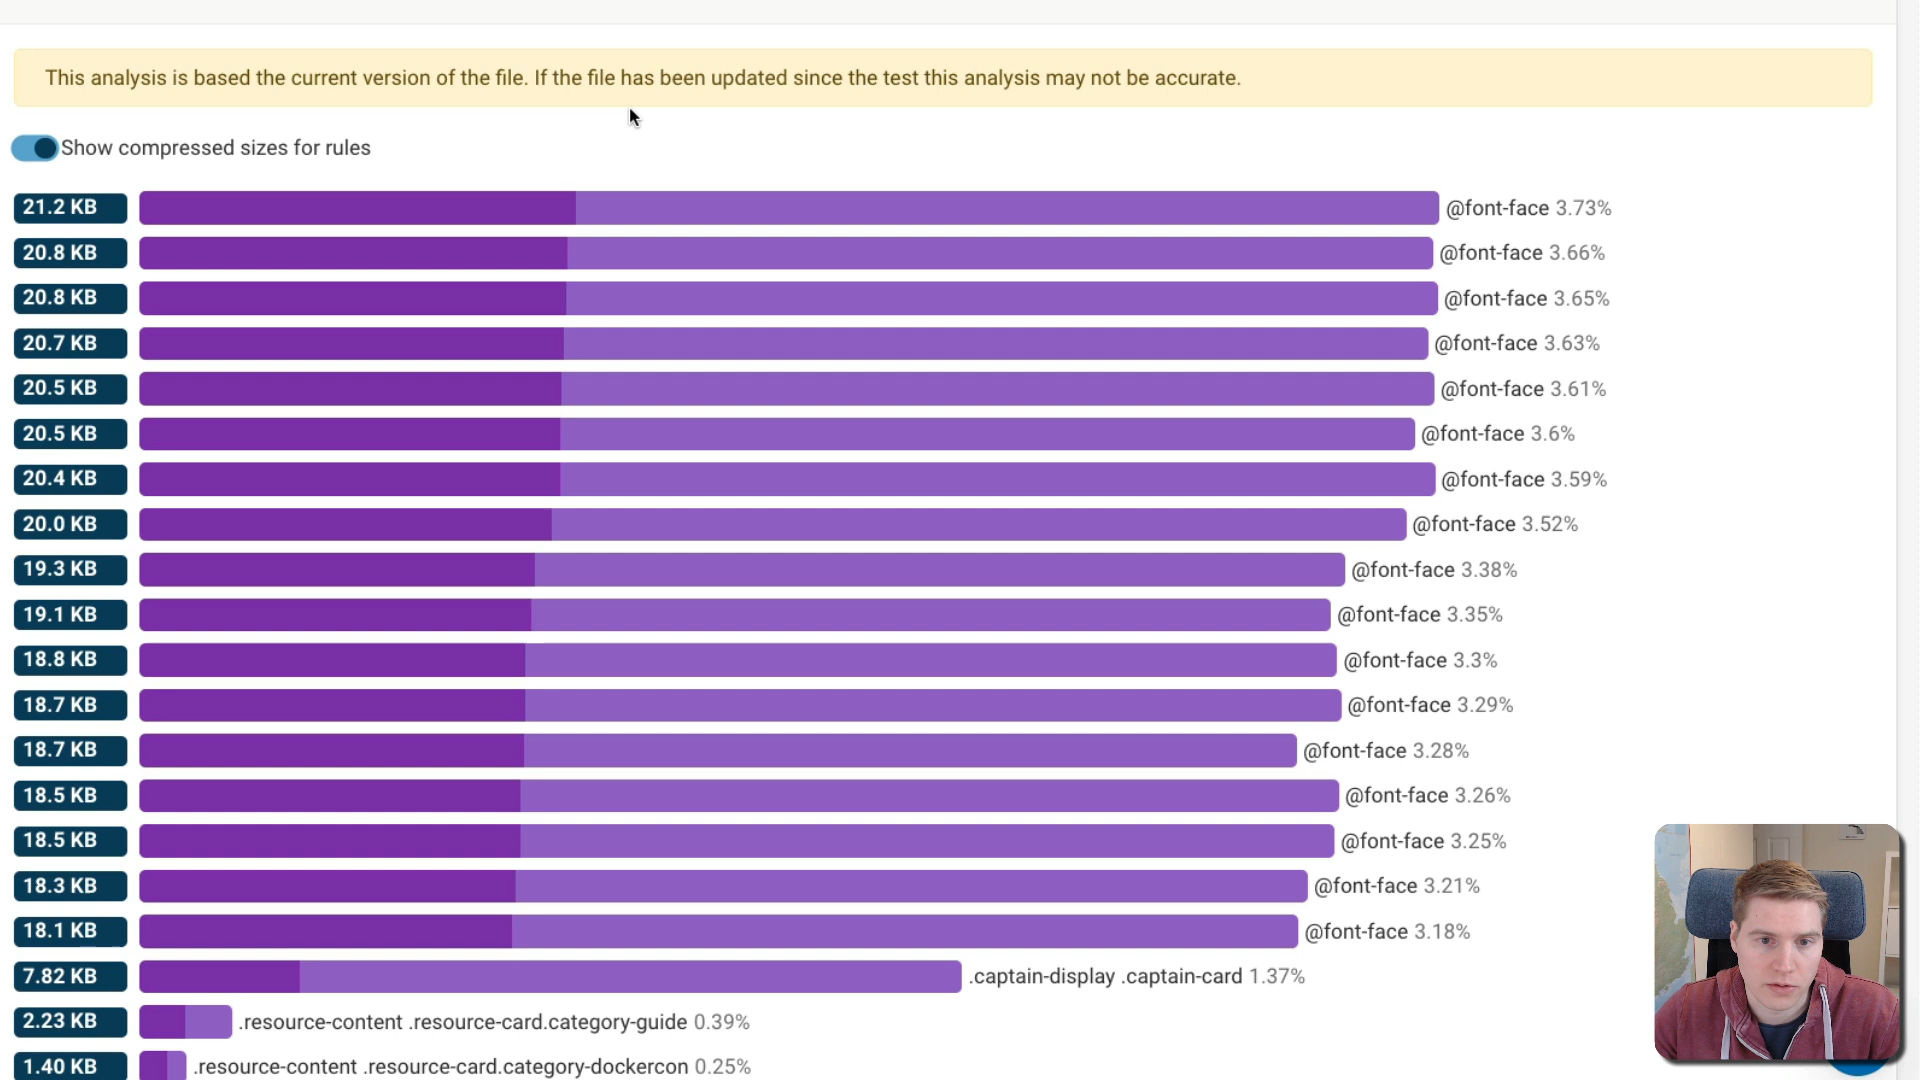 This analysis is based the current version of the file. If the file has been updated since the test this analysis may not be accurate.
Show compressed sizes for rules
21.2 KB @font-face 3.73%
20.8 KB @font-face 3.66%
20.8 KB @font-face 3.65%
20.7 KB @font-face 3.63%
20.5 KB @font-face 3.61%
20.5 KB @font-face 3.6%
20.4 KB @font-face 3.59%
20.0 KB @font-face 3.52%
19.3 KB @font-face 3.38%
19.1 KB @font-face 3.35%
18.8 KB @font-face 3.3%
18.7 KB @font-face 3.29%
18.7 KB @font-face 3.28%
18.5 KB @font-face 3.26%
18.5 KB @font-face 3.25%
18.3 KB @font-face 3.21%
18.1 KB @font-face 3.18%
7.82 KB .captain-display .captain-card 1.37%
2.23 KB .resource-content .resource-card.category-guide 0.39%
1.40 KB .resource-content .resource-card.category-dockercon 0.25%